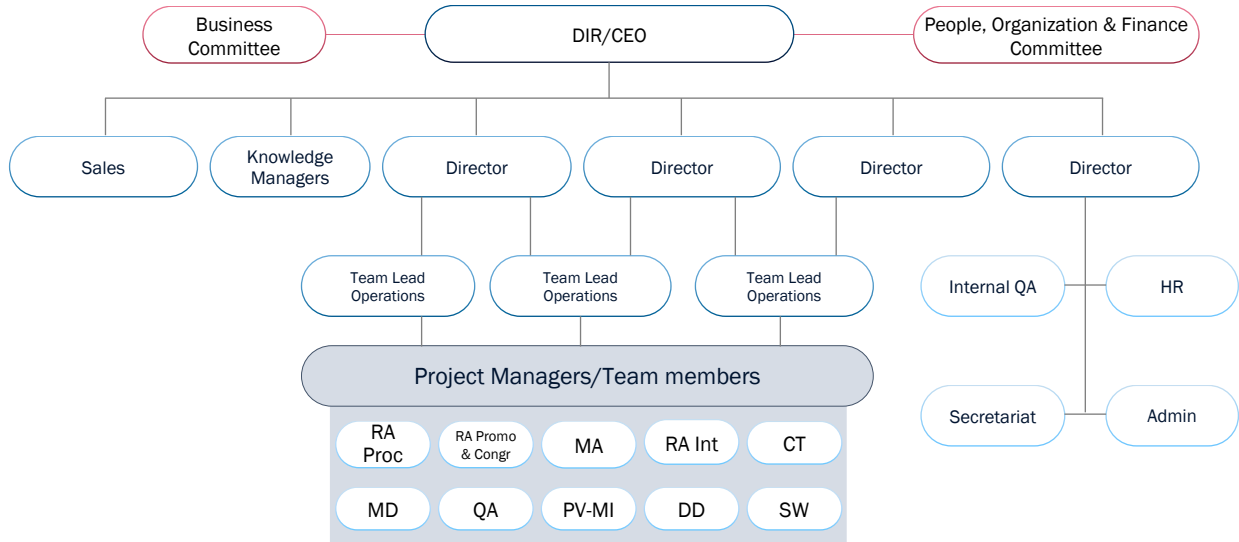 Business
Committee
DIR/CEO
People, Organization & Finance
Committee
Sales
Knowledge
Managers
Director
Director
Director
Director
Team Lead
Operations
Team Lead
Operations
Team Lead
Operations
Internal QA
HR
Project Managers/Team members
Secretariat
Admin
RA
Proc
RA Promo
& Congr
MA
RA Int
CT
MD
QA
PV-MI
DD
SW